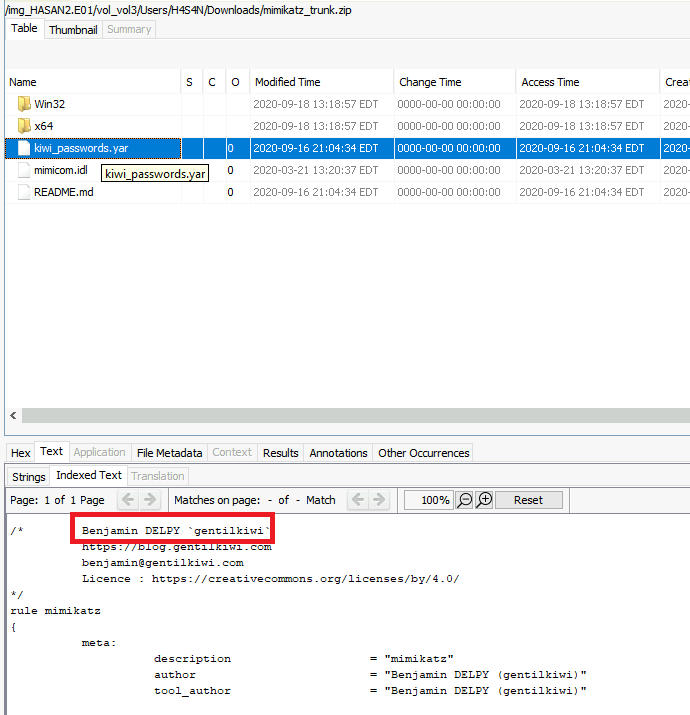 /img_HASAN2.E01/vol_vol3/Users/H4S4N/Downloads/mimikatz_trunk.zip
Table Thumbnail Summary
Name S C O Modified Time Change Time Access Time Crea
Win32 2020-09-18 13:18:57 EDT 0000-00-00 00:00:00 2020-09-18 13:18:57 EDT 0000-
x64 2020-09-18 13:18:57 EDT 0000-00-00 00:00:00 2020-09-18 13:18:57 EDT 0000-
kiwi_passwords.yar 0 2020-09-16 21:04:34 EDT 0000-00-00 00:00:00 2020-09-16 21:04:34 EDT 0000-
mimicom.idl 0 2020-03-21 13:20:37 EDT 0000-00-00 00:00:00 2020-03-21 13:20:37 EDT 0000-
kiwi_passwords.yar
README.md 0 2020-09-16 21:04:34 EDT 0000-00-00 00:00:00 2020-09-16 21:04:34 EDT 0000-
Hex Text Application File Metadata Context Results Annotations Other Occurrences
Strings Indexed Text Translation
Page: 1 of 1 Page Matches on page: - of - Match 100% Reset
/* Benjamin DELPY `gentilkiwi`
https://blog.gentilkiwi.com
benjamin@gentilkiwi.com
Licence : https://creativecommons.org/licenses/by/4.0/
*/
rule mimikatz
{
meta:
description = "mimikatz"
author = "Benjamin DELPY (gentilkiwi)"
tool_author = "Benjamin DELPY (gentilkiwi)"